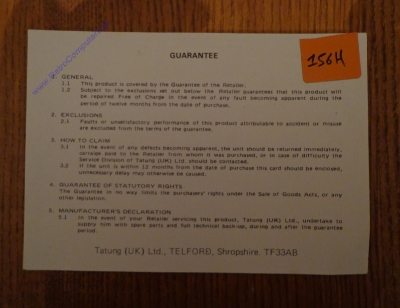 GUARANTEE
156H
1. GENERAL
1.1 This product is covered by the Guarantee of the Retailer.
1.2 Subject to the exclusions set out below the Retailer guarantees that this product will
be repaired Free of Charge in the event of any fault becoming apparent during the
period of twelve months from the date of purchase.
2. EXCLUSIONS
2.1 Faults or unsatisfactory performance of this product attributable to accident or misuse
are excluded from the terms of the guarantee.
3. HOW TO CLAIM
3.1 In the event of any defects becoming apparent, the unit should be returned immediately,
carriage paid to the Retailer from whom it was purchased, or in case of difficulty the
Service Division of Tatung (UK) Ltd, should be contacted.
3.2 If the unit is within 12 months from the date of purchase this card should be enclosed,
unnecessary delay may otherwise be caused.
4. GUARANTEE OF STATUTORY RIGHTS
The Guarantee in no way limits the purchasers' rights under the Sale of Goods Acts, or any
other legislation.
5. MANUFACTURER'S DECLARATION
5.1 In the event of your Retailer servicing this product, Tatung (UK) Ltd., undertake to
supply him with spare parts and full technical back-up, during and after the guarantee
period.
Tatung (UK) Ltd., TELFORD, Shropshire. TF33AB